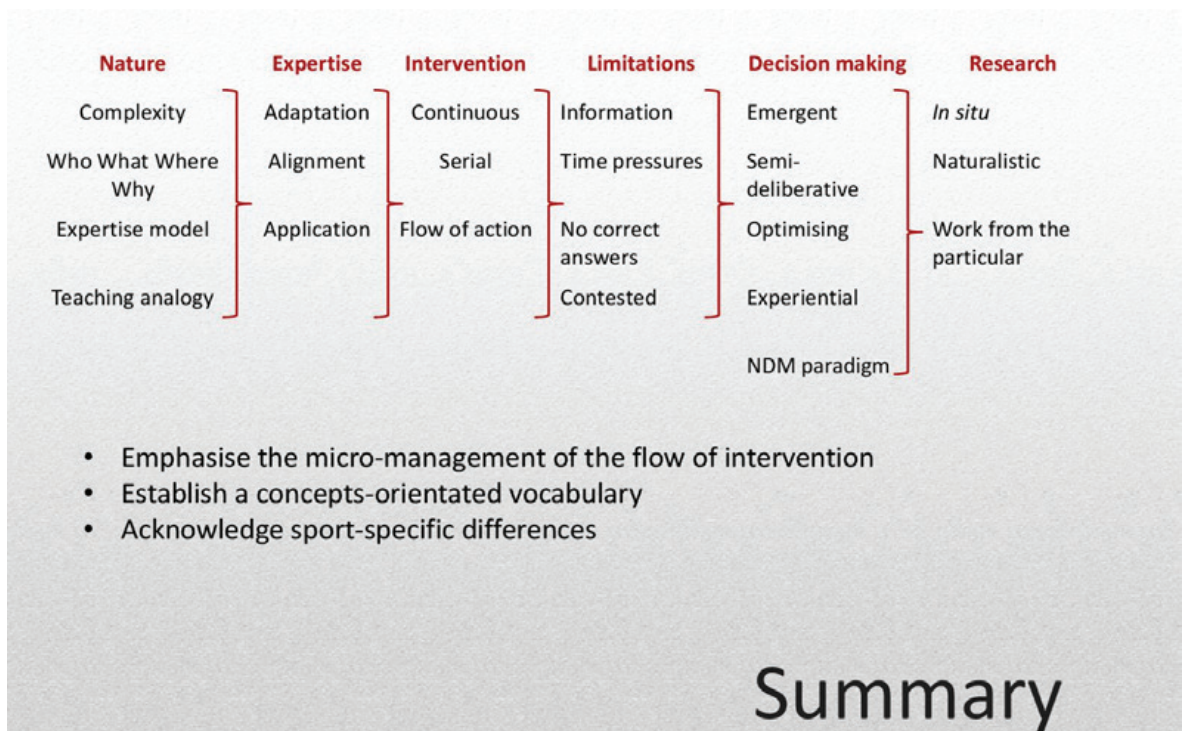 Nature
Complexity
Who What Where
Why
Expertise model
Teaching analogy
Expertise
Adaptation
Alignment
Application
Intervention
Continuous
Serial
Flow of action
Limitations
Information
Time pressures
No correct
answers
Contested
Decision making
Emergent
Semi-
deliberative
Optimising
Experiential
NDM paradigm
Research
In situ
Naturalistic
Work from the
particular
• Emphasise the micro-management of the flow of intervention
• Establish a concepts-orientated vocabulary
• Acknowledge sport-specific differences
Summary